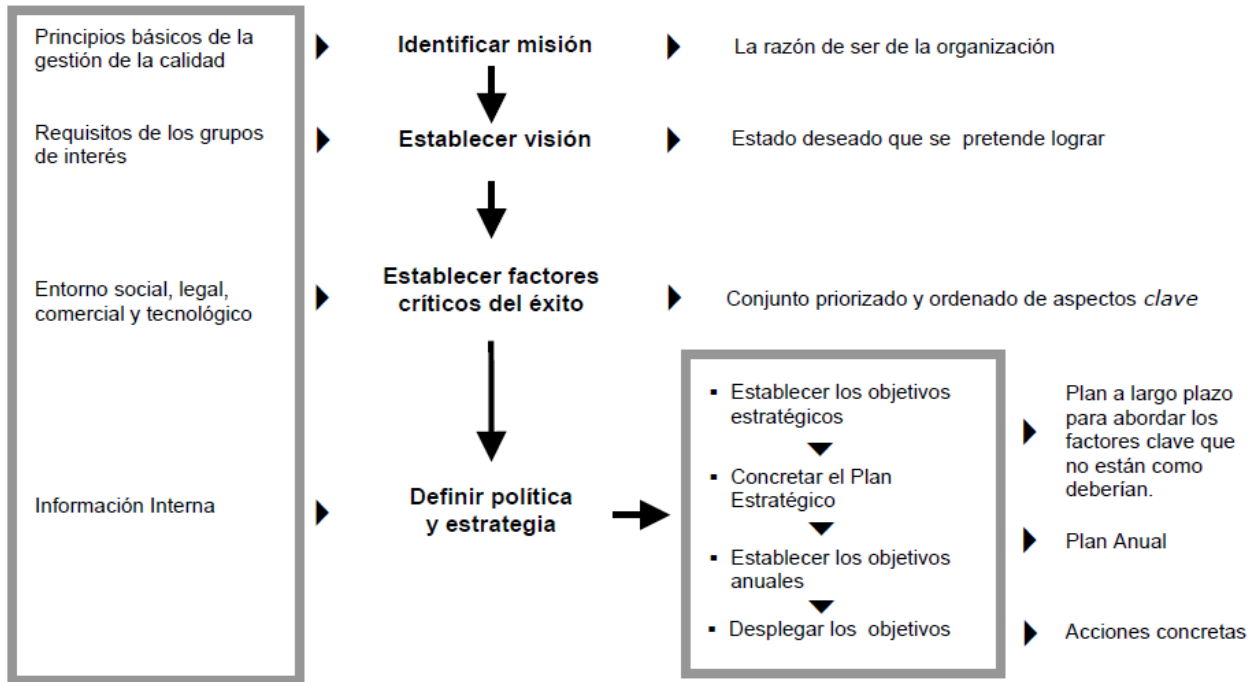 Principios básicos de la
gestión de la calidad
Identificar misión
La razón de ser de la organización
Requisitos de los grupos
de interés
Establecer visión
Estado deseado que se pretende lograr
Entorno social, legal,
comercial y tecnológico
Establecer factores
críticos del éxito
Conjunto priorizado y ordenado de aspectos clave
Información Interna
Definir política
y estrategia
▪ Establecer los objetivos
estratégicos
▪ Concretar el Plan
Estratégico
▪ Establecer los objetivos
anuales
▪ Desplegar los objetivos
Plan a largo plazo
para abordar los
factores clave que
no están como
deberían.
Plan Anual
Acciones concretas